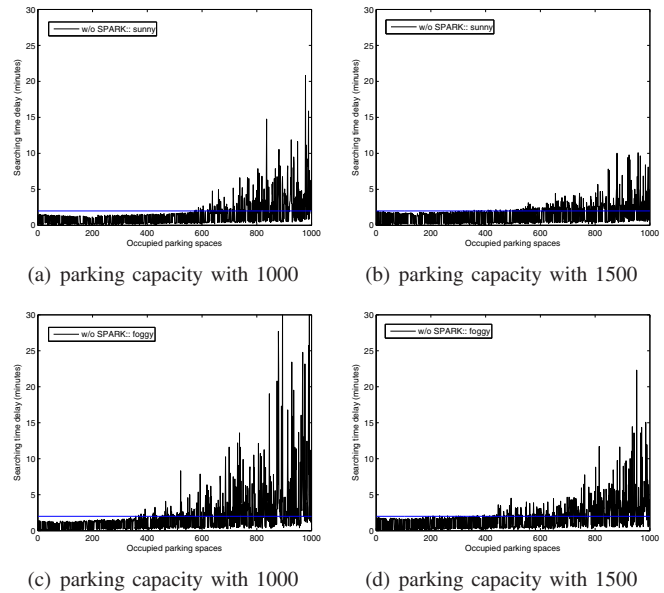 w/o SPARK:: sunny
Searching time delay (minutes)
30
25
20
15
10
5
0
0 200 400 600 800 1000
Occupied parking spaces
(a) parking capacity with 1000
w/o SPARK:: sunny
Searching time delay (minutes)
30
25
20
15
10
5
0
0 200 400 600 800 1000
Occupied parking spaces
(b) parking capacity with 1500
w/o SPARK:: foggy
Searching time delay (minutes)
30
25
20
15
10
5
0
0 200 400 600 800 1000
Occupied parking spaces
(c) parking capacity with 1000
w/o SPARK:: foggy
Searching time delay (minutes)
30
25
20
15
10
5
0
0 200 400 600 800 1000
Occupied parking spaces
(d) parking capacity with 1500